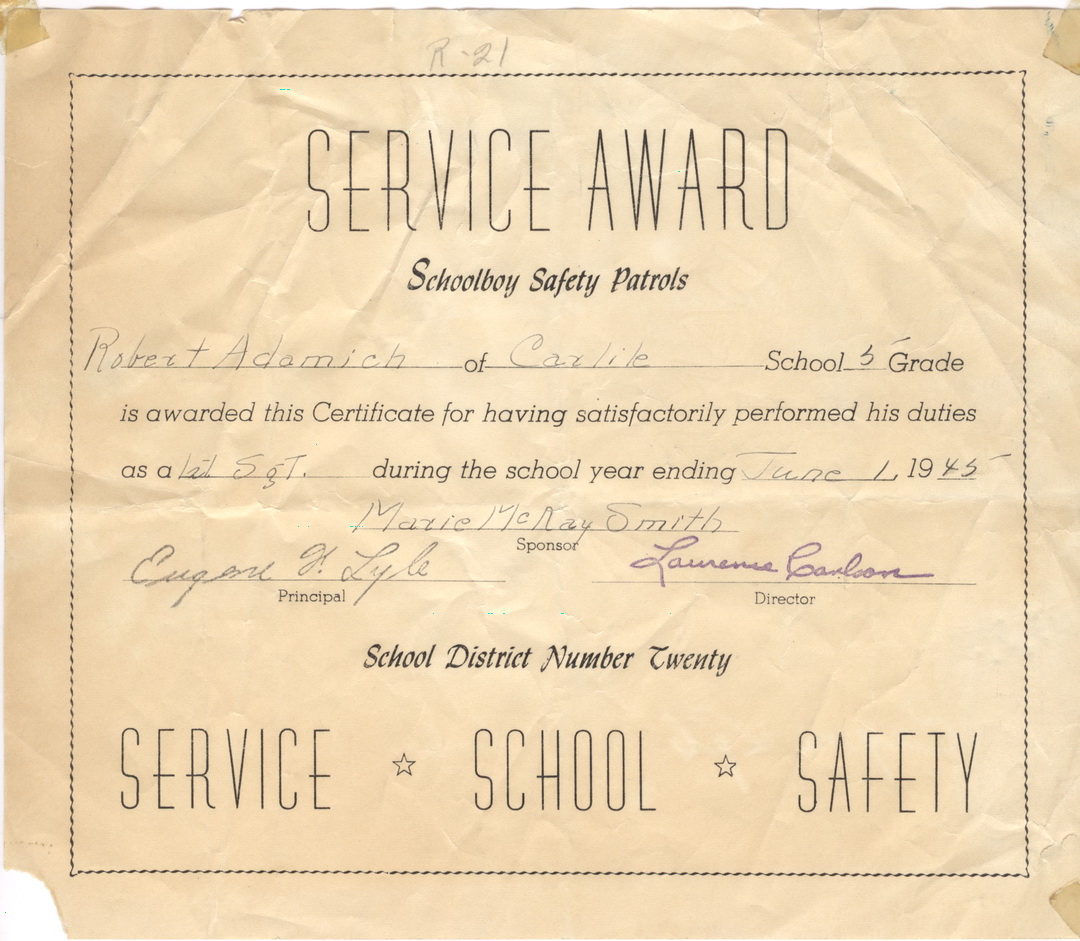 R-21
SERVICE AWARD
Schoolboy Safety Patrols
Robert Adamich of Carlile School 5 Grade
is awarded this Certificate for having satisfactorily performed his duties
as a Sgt. during the school year ending June 1, 1945
Marie McKay Smith
Sponsor
Eugene F. Lyle Laurence Carlson
Principal Director
School District Number Twenty
SERVICE ☆ SCHOOL ☆ SAFETY